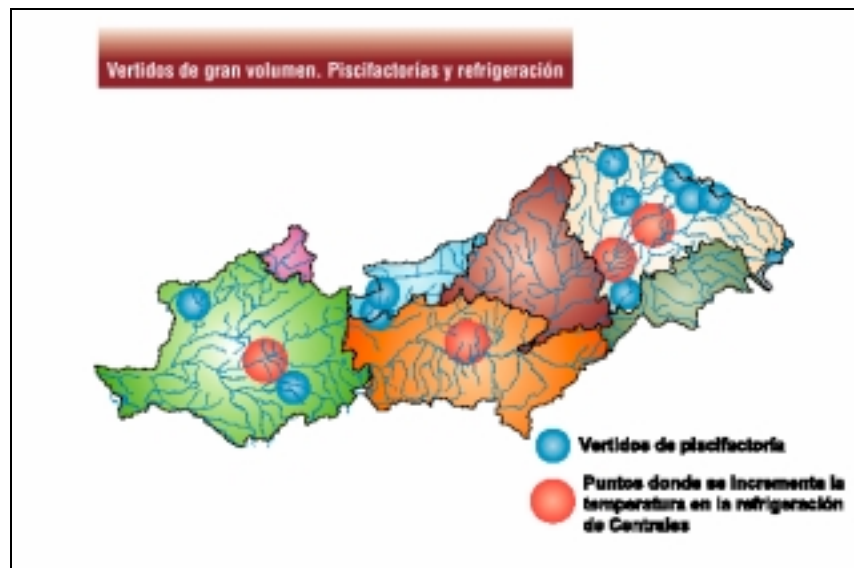 Vertidos de gran volumen. Piscifactorías y refrigeración
Vertidos de piscifactoría
Puntos donde se incrementa la
temperatura en la refrigeración
de Centrales